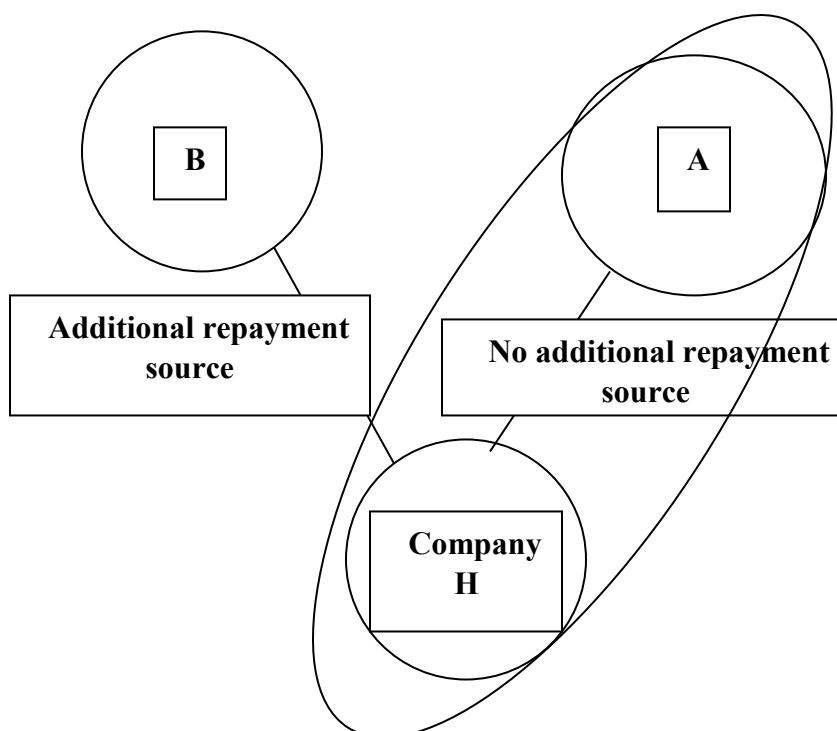 B
A
Additional repayment
source
No additional repayment
source
Company
H